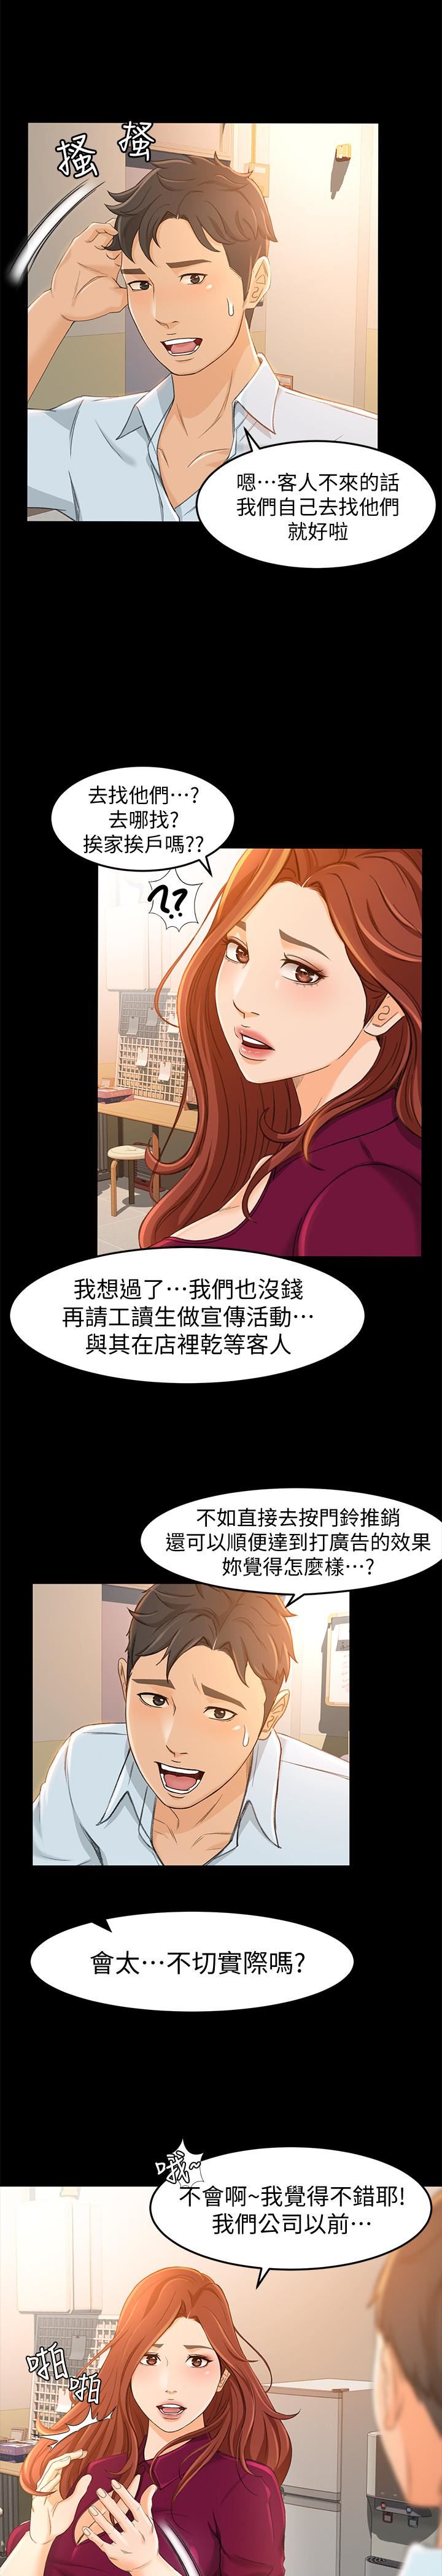 搔 搔
嗯⋯客人不來的話
我們自己去找他們
就好啦
去找他們⋯?
去哪找?
挨家挨戶嗎??
??
我想過了⋯我們也沒錢
再請工讀生做宣傳活動⋯
與其在店裡乾等客人
不如直接去按門鈴推銷
還可以順便達到打廣告的效果
妳覺得怎麼樣⋯?
會太⋯不切實際嗎?
哦~
不會啊~我覺得不錯耶!
我們公司以前⋯
啪
啪